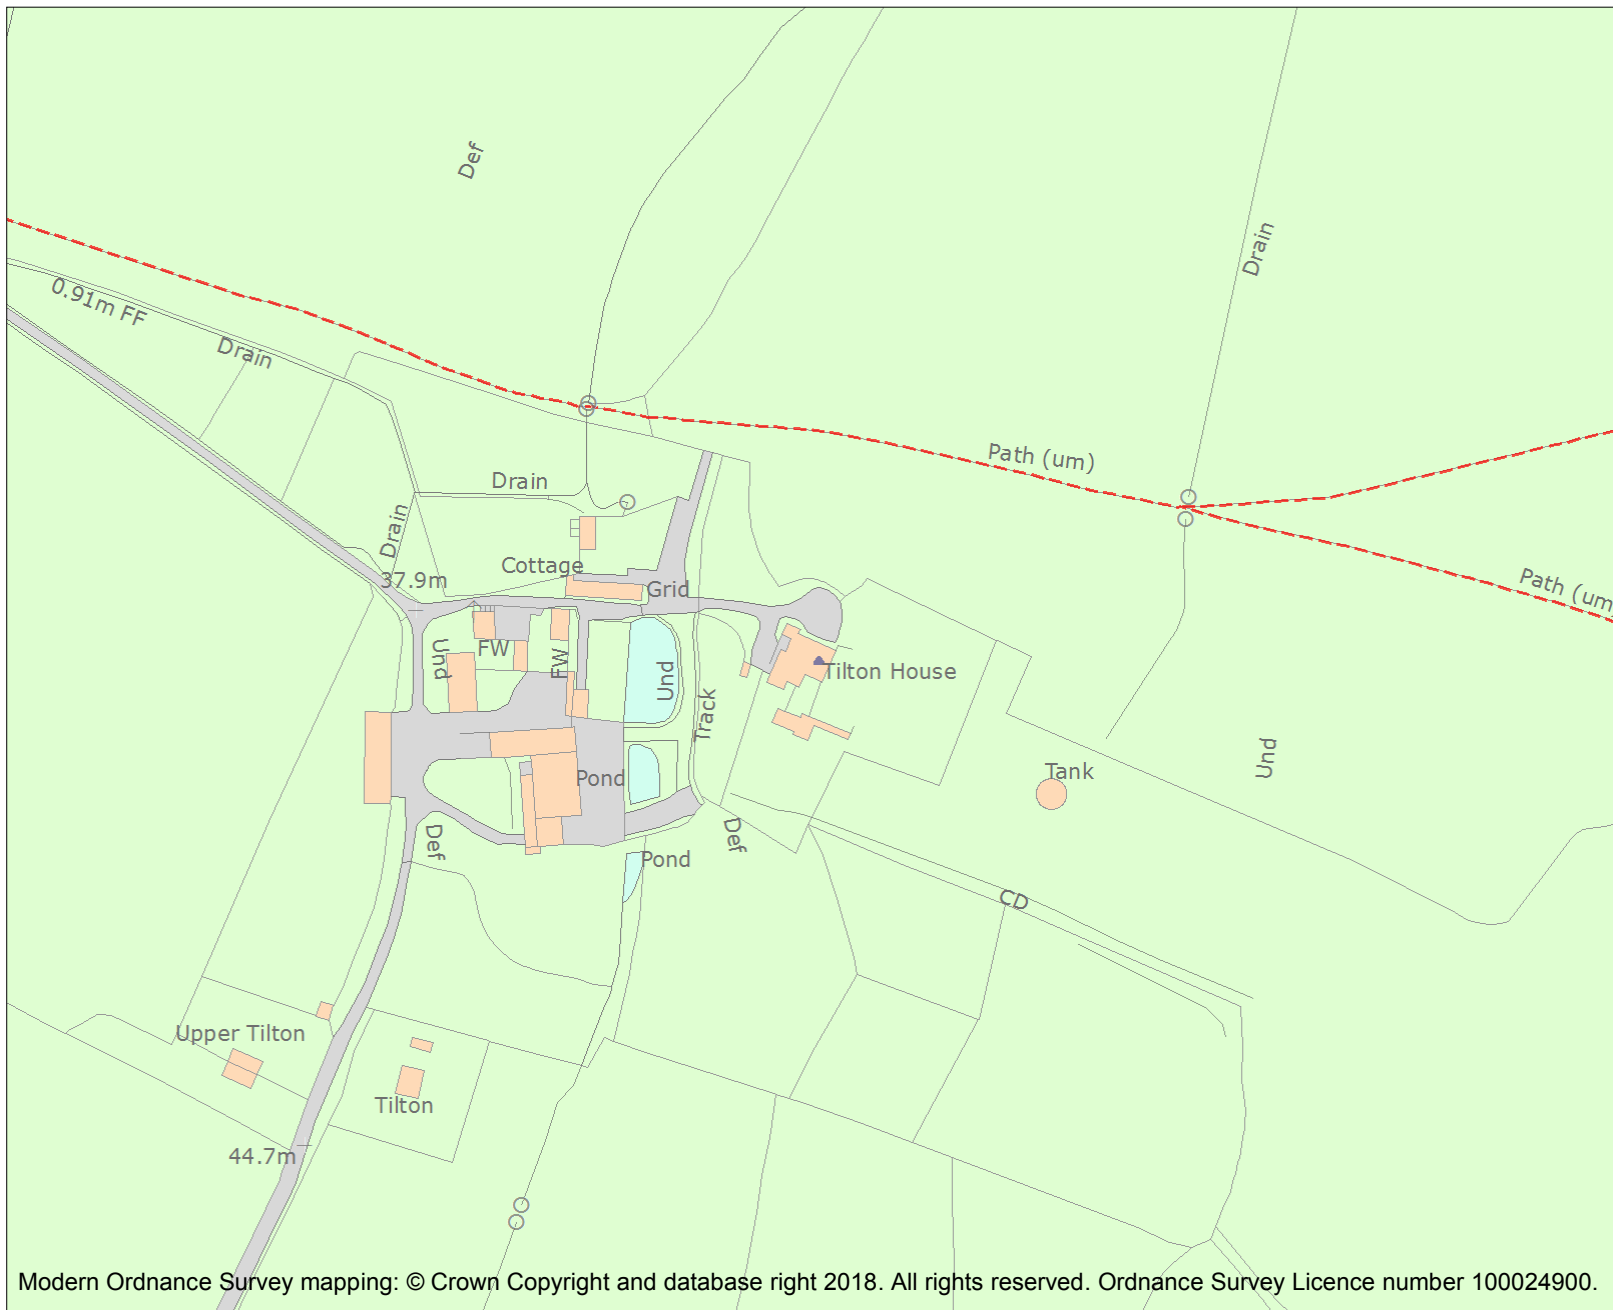 Def
Drain
0.91m FF
Drain
Path (um)
Drain
Drain
Cottage
37.9m
Grid
Path (um
FW
Und
FW
Und
Tilton House
Track
Und
Pond
Tank
Def
Def
Pond
CD
Upper Tilton
Tilton
44.7m
Modern Ordnance Survey mapping: © Crown Copyright and database right 2018. All rights reserved. Ordnance Survey Licence number 100024900.